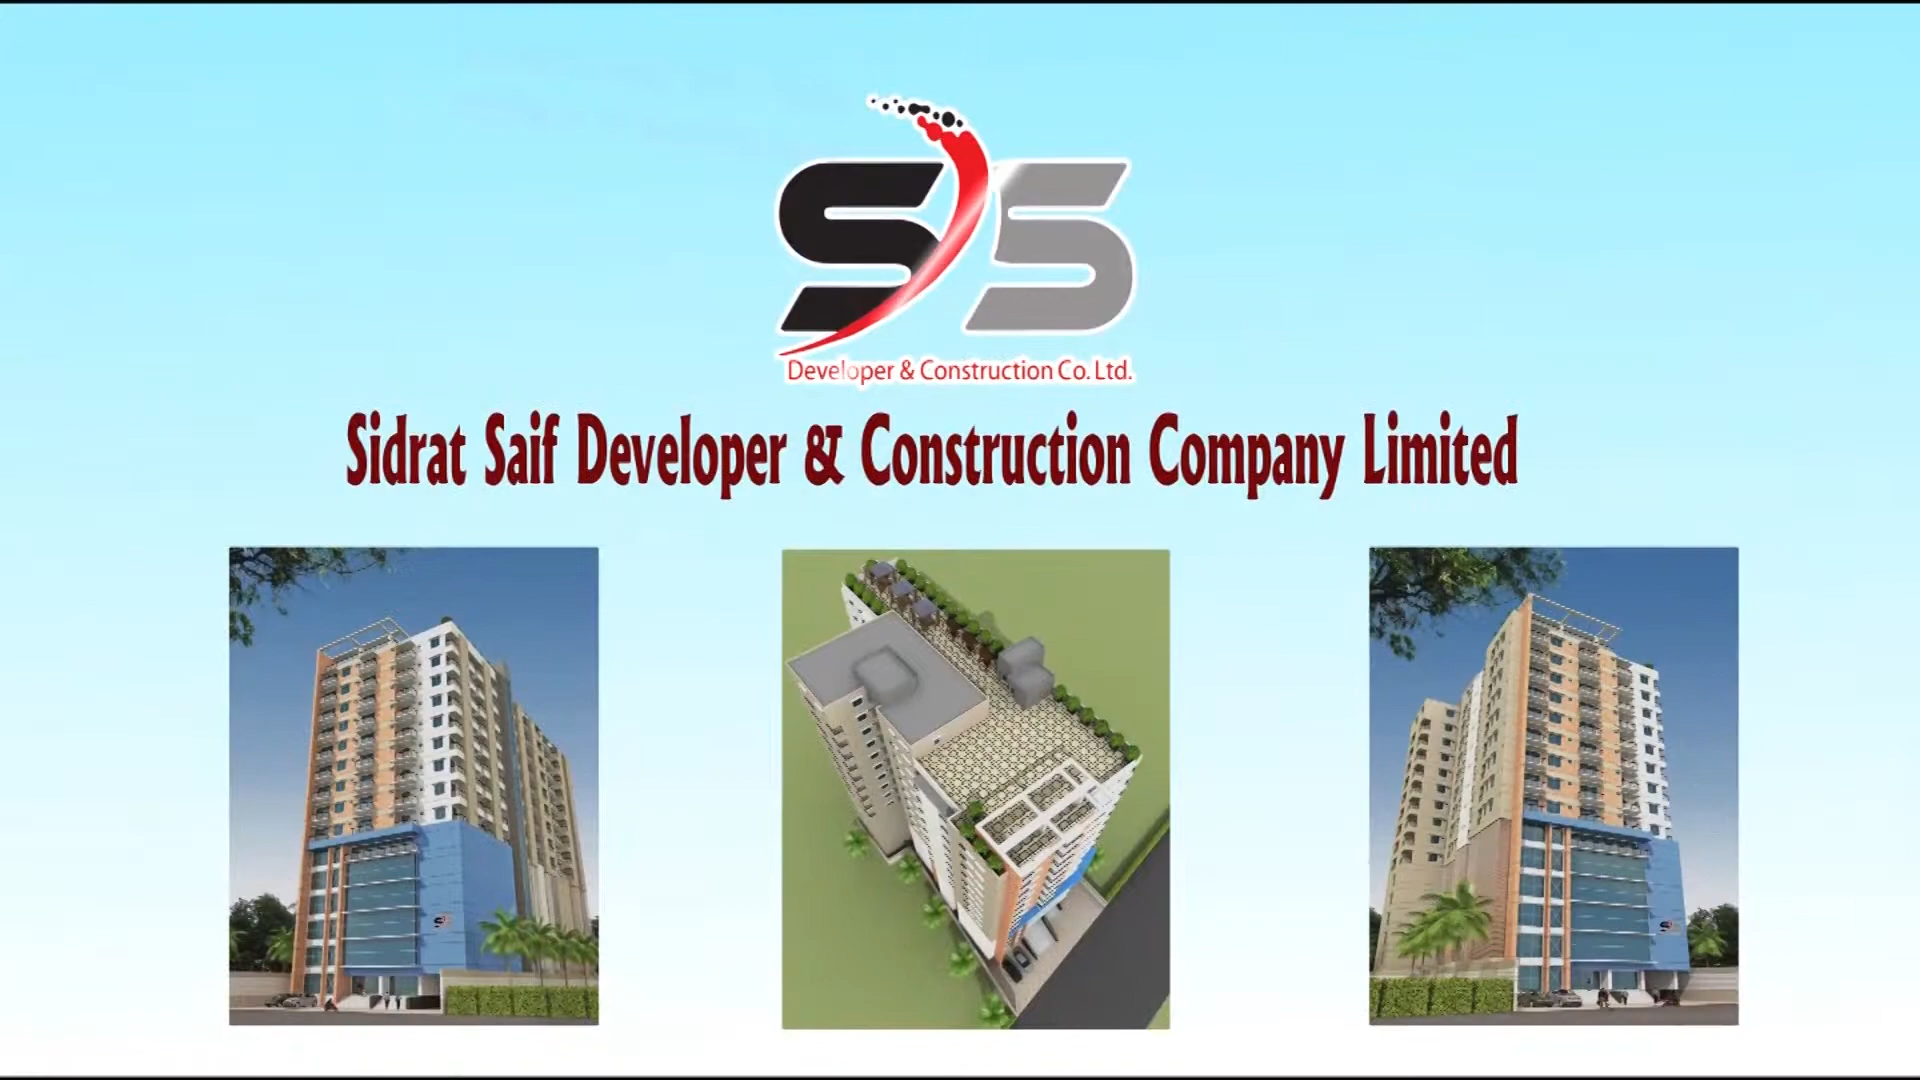 SS
Developer & Construction Co. Ltd.
Sidrat Saif Developer & Construction Company Limited